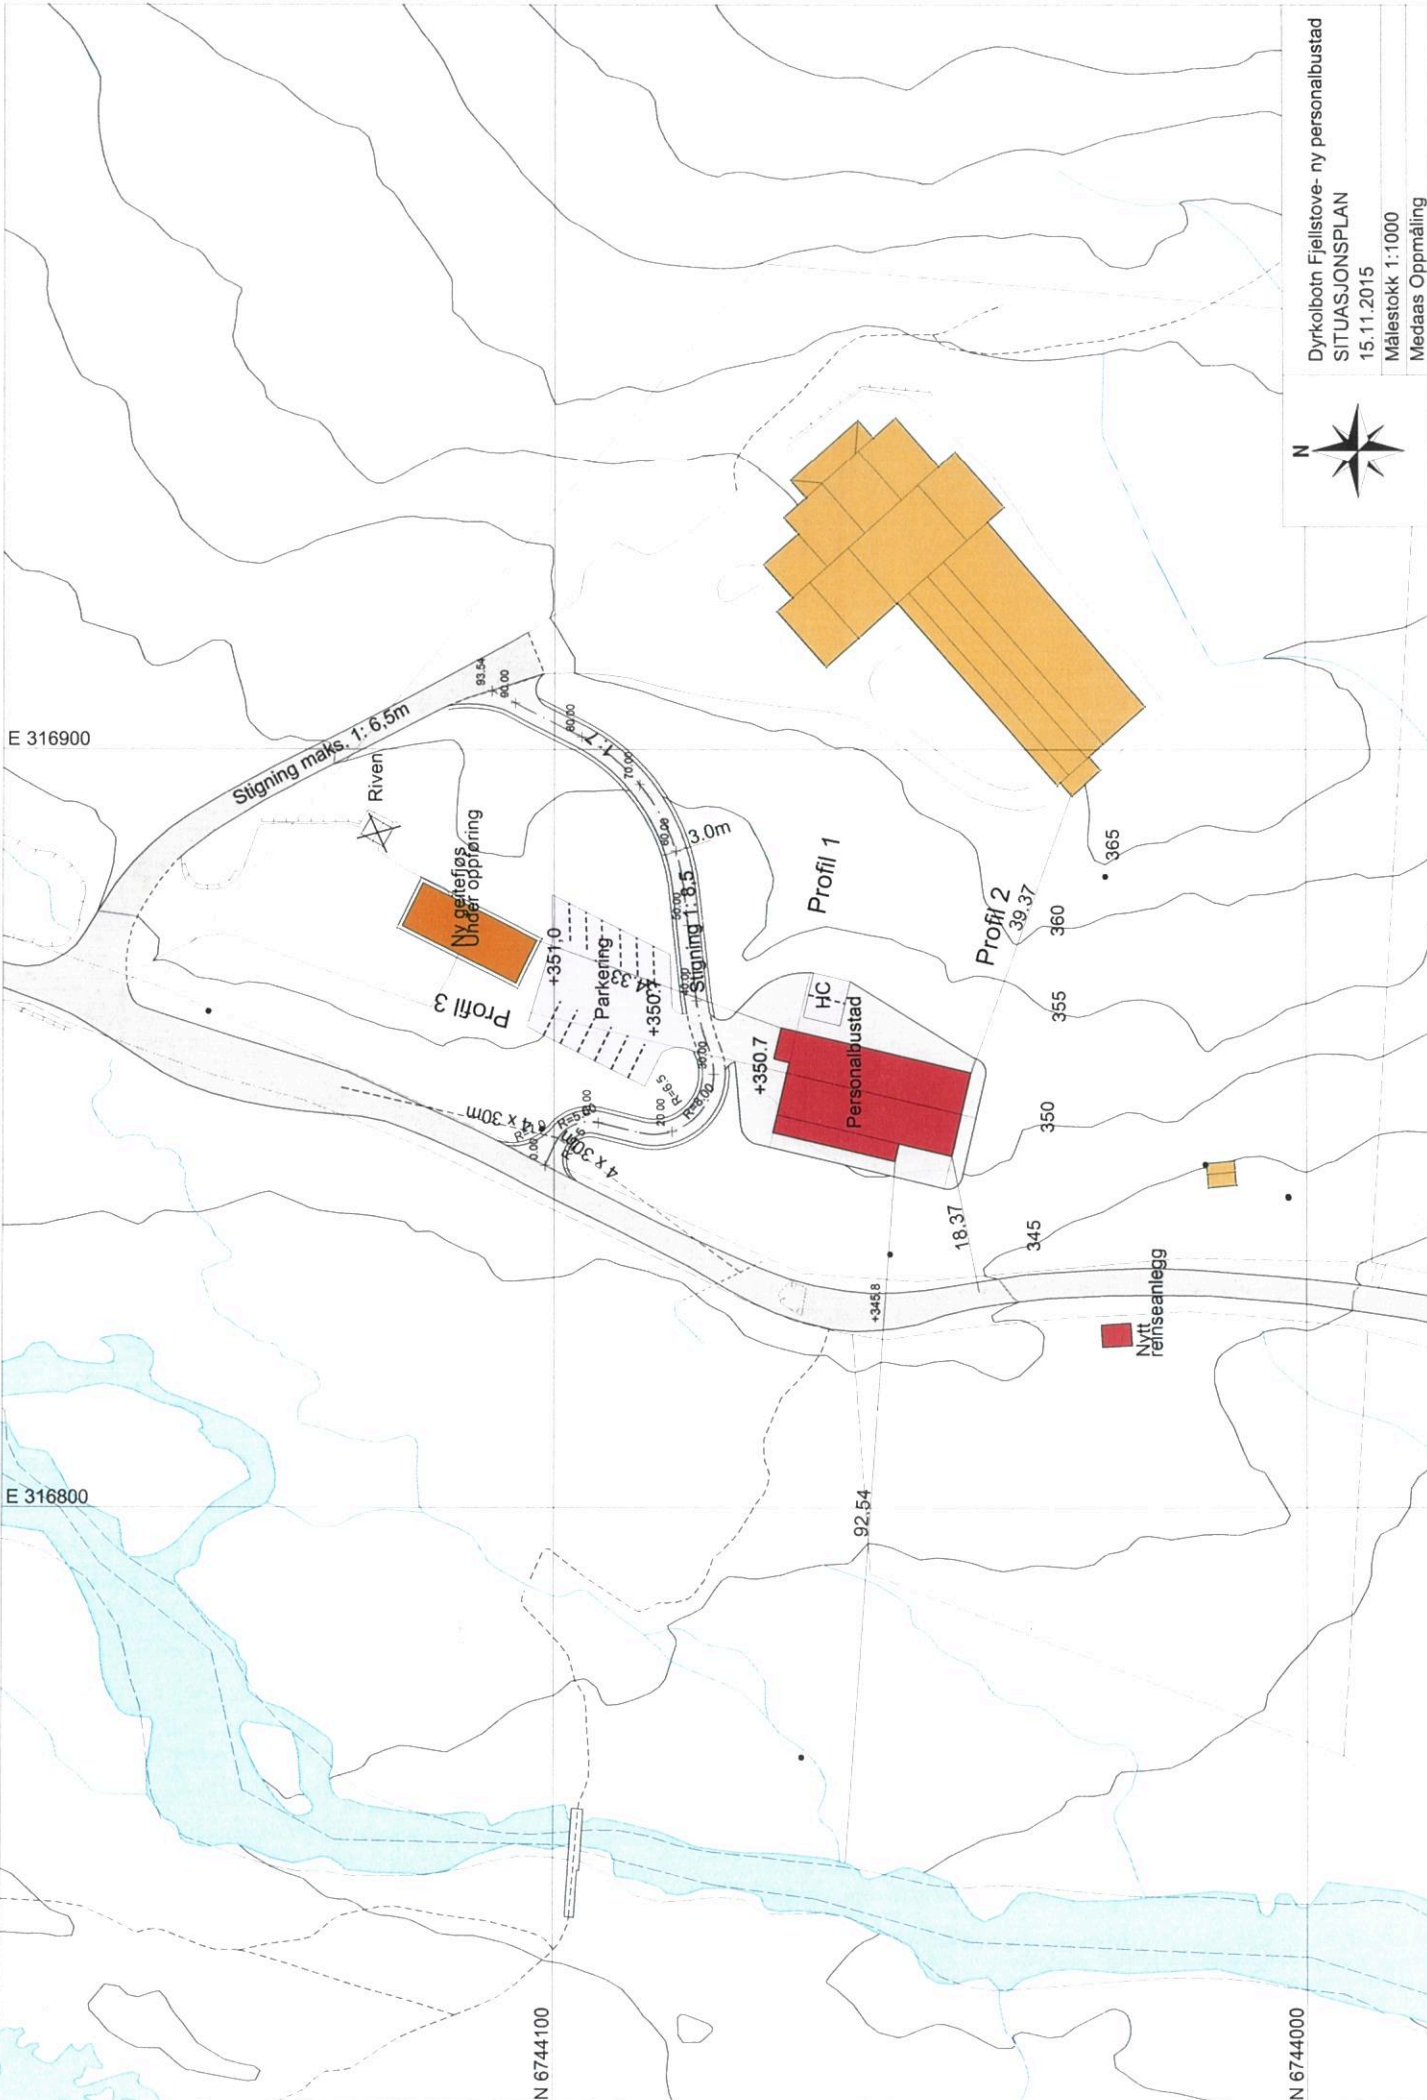 Dyrkolbotn Fjellstove- ny personalbustad
SITUASJONSPLAN
15.11.2015
Målestokk 1:1000
Medaas Oppmåling
N
E 316900
E 316800
N 6744100
N 6744000
Stigning maks. 1: 6,5m
Riven
Ny geitefjøs
Under oppføring
93.54
90.00
80.00
1:7
70.00
60.00
3.0m
50.00
Stigning 1: 8.5
40.00
30.00
20.00
0.00
+351.0
Parkering
+350.7
Profil 3
4 x 30m
4 x 30m
R=6.5
R=8.00
+350.7
HC
Personalbustad
Profil 1
Profil 2
39.37
365
360
355
350
345
18.37
+345.8
Nytt
reinseanlegg
92.54